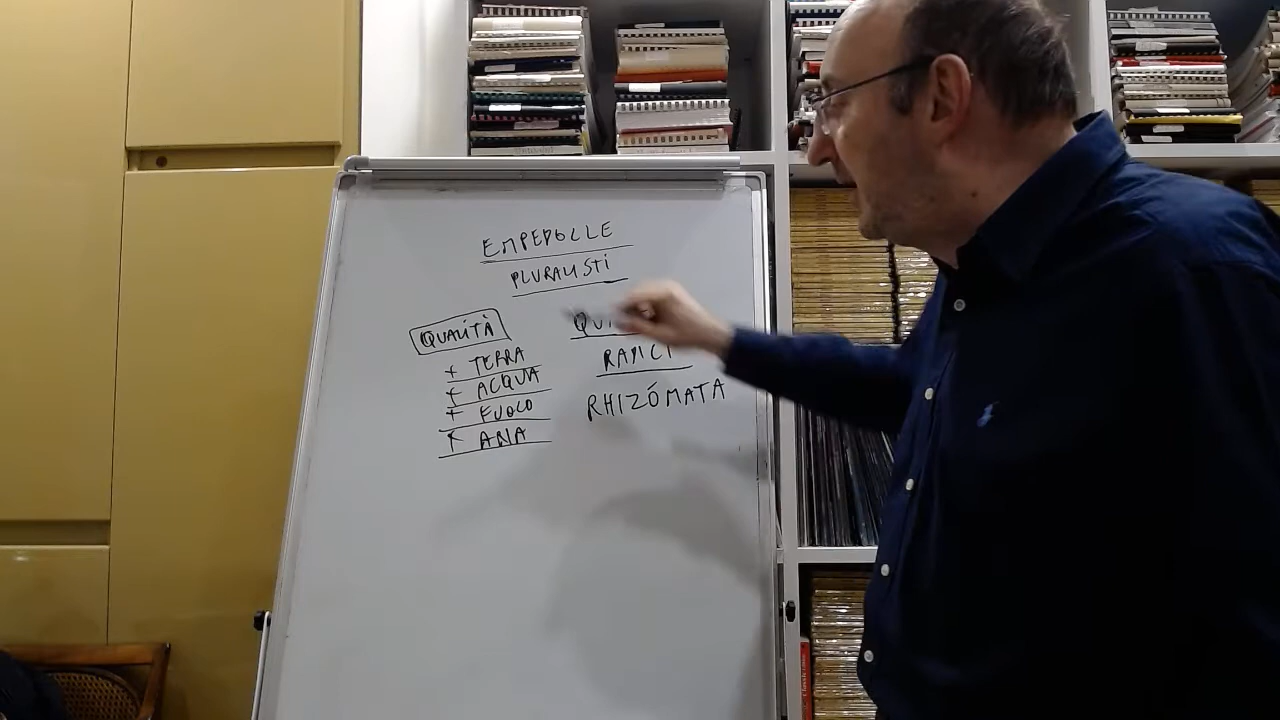 EMPEDOCLE
PLURALISTI
QUALITÀ
+ TERRA
+ ACQUA
+ FUOCO
+ ARIA
RADICI
RHIZÓMATA